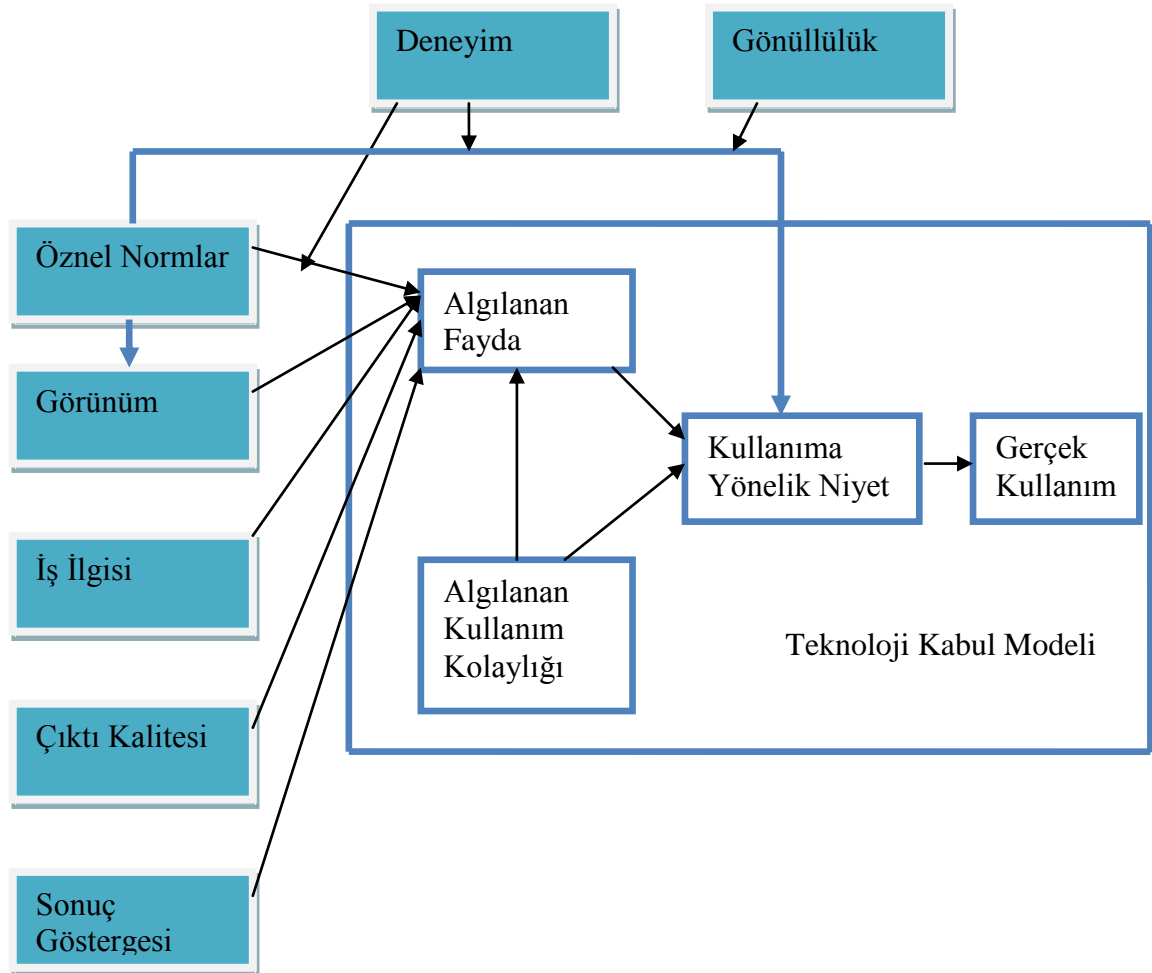 Deneyim
Gönüllülük
Öznel Normlar
Algılanan
Fayda
Görünüm
Kullanıma
Yönelik Niyet
Gerçek
Kullanım
İş İlgisi
Algılanan
Kullanım
Kolaylığı
Teknoloji Kabul Modeli
Çıktı Kalitesi
Sonuç
Göstergesi